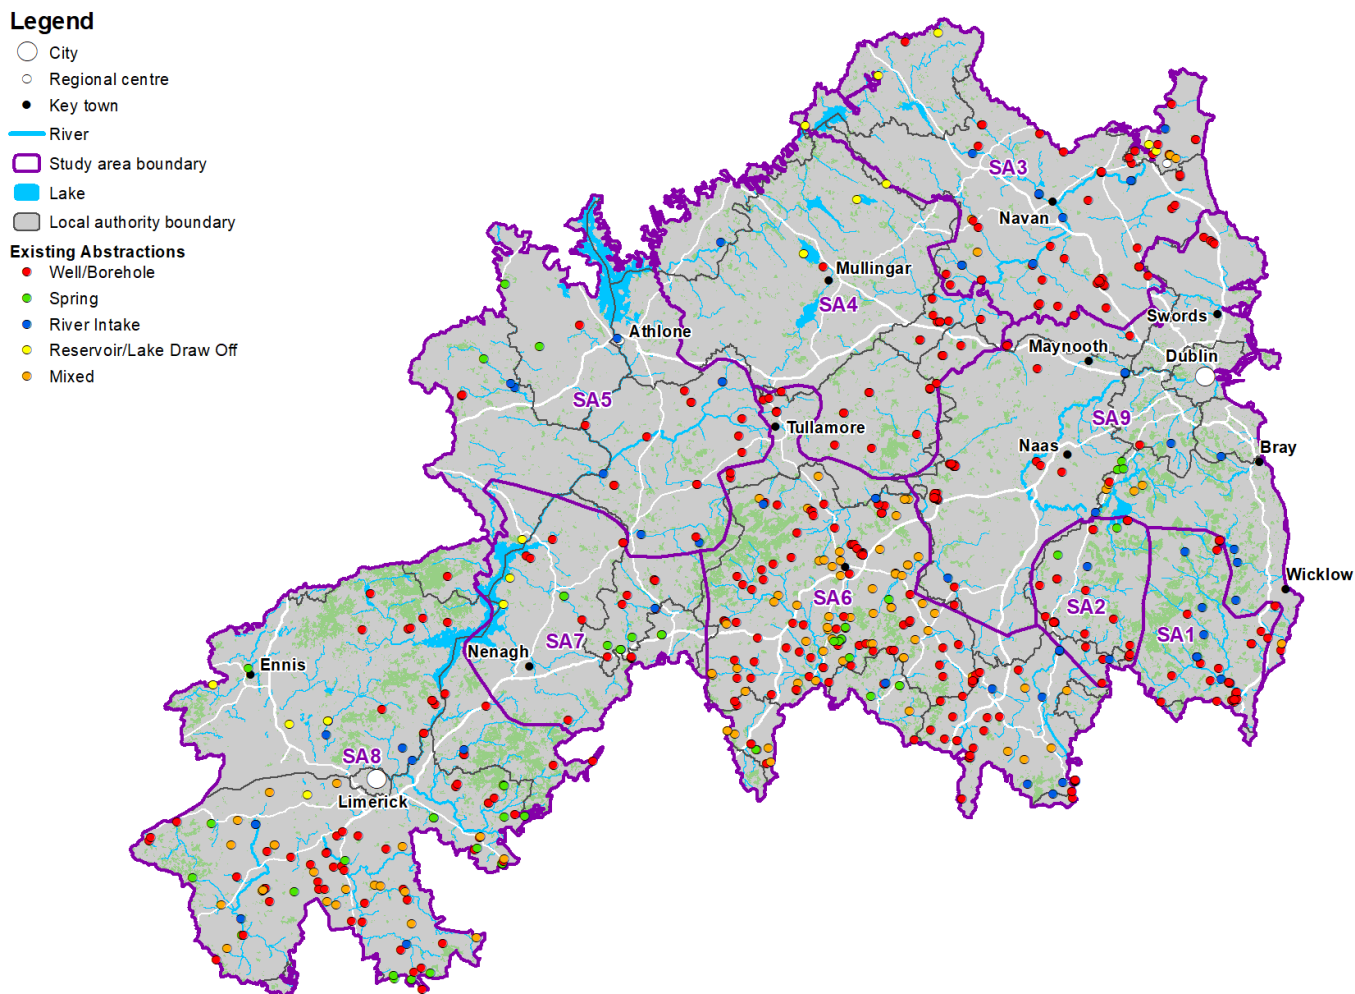 Legend
City
Regional centre
Key town
River
Study area boundary
Lake
Local authority boundary
Existing Abstractions
Well/Borehole
Spring
River Intake
Reservoir/Lake Draw Off
Mixed
SA3
Navan
Mullingar
SA4
Swords
Athlone
Maynooth
Dublin
SA5
SA9
Tullamore
Naas
Bray
Wicklow
SA6
SA2
SA1
SA7
Nenagh
Ennis
SA8
Limerick